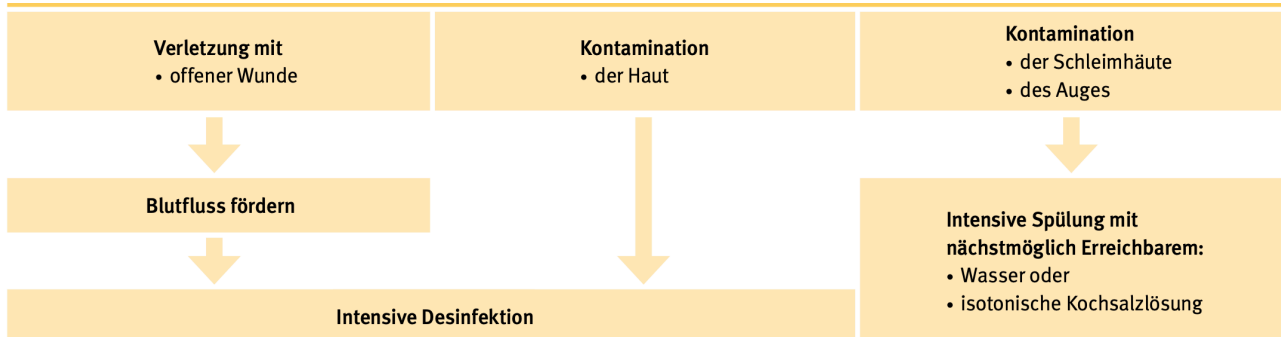 Verletzung mit
• offener Wunde
Kontamination
• der Haut
Kontamination
• der Schleimhäute
• des Auges
Blutfluss fördern
Intensive Spülung mit
nächstmöglich Erreichbarem:
• Wasser oder
• isotonische Kochsalzlösung
Intensive Desinfektion